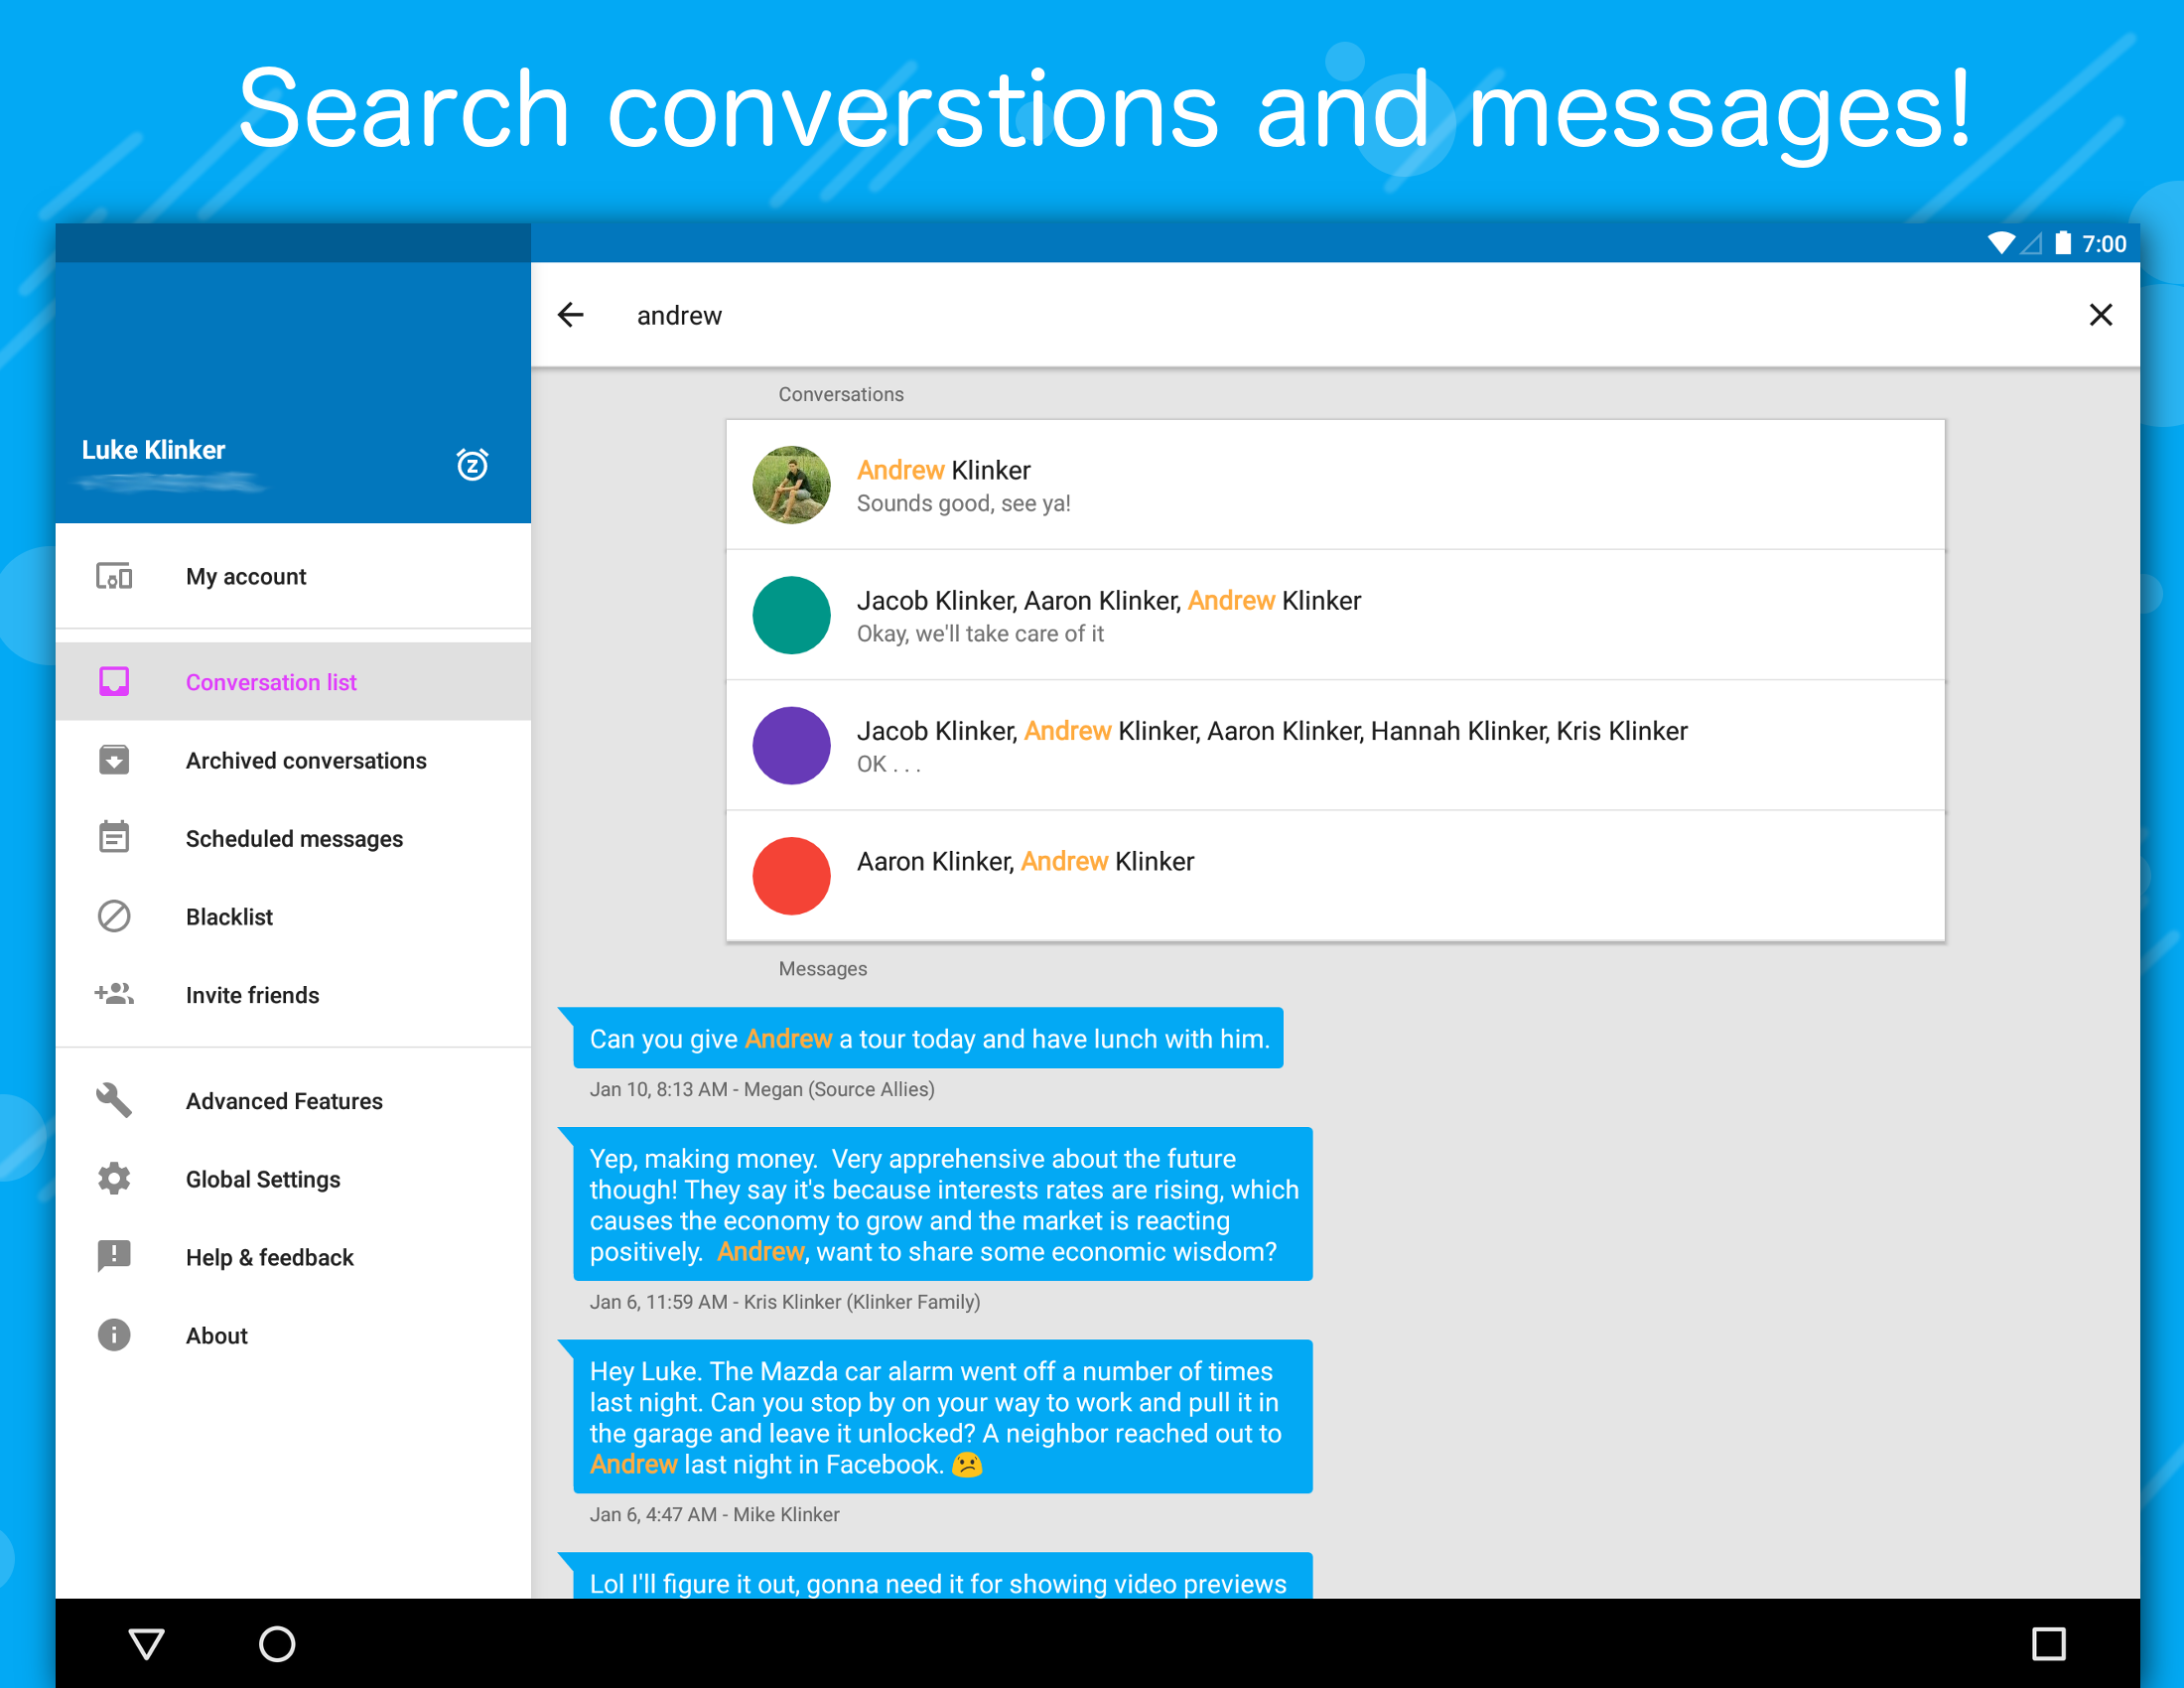 Search converstions and messages!
7:00
andrew
Luke Klinker
My account
Conversation list
Archived conversations
Scheduled messages
Blacklist
Invite friends
Advanced Features
Global Settings
Help & feedback
About
Conversations
Andrew Klinker
Sounds good, see ya!
Jacob Klinker, Aaron Klinker, Andrew Klinker
Okay, we'll take care of it
Jacob Klinker, Andrew Klinker, Aaron Klinker, Hannah Klinker, Kris Klinker
OK . . .
Aaron Klinker, Andrew Klinker
Messages
Can you give Andrew a tour today and have lunch with him.
Jan 10, 8:13 AM - Megan (Source Allies)
Yep, making money.  Very apprehensive about the future
though! They say it's because interests rates are rising, which
causes the economy to grow and the market is reacting
positively.  Andrew, want to share some economic wisdom?
Jan 6, 11:59 AM - Kris Klinker (Klinker Family)
Hey Luke. The Mazda car alarm went off a number of times
last night. Can you stop by on your way to work and pull it in
the garage and leave it unlocked? A neighbor reached out to
Andrew last night in Facebook. 😕
Jan 6, 4:47 AM - Mike Klinker
Lol I'll figure it out, gonna need it for showing video previews